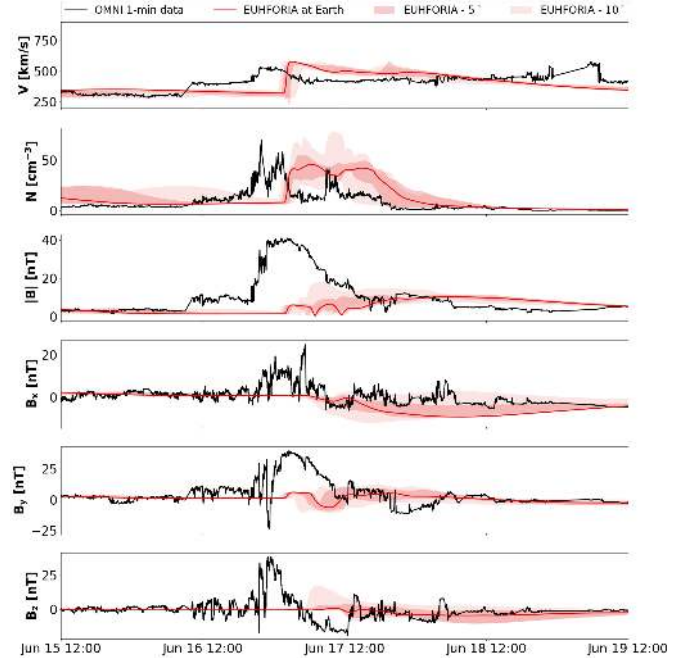 OMNI 1-min data EUHFORIA at Earth EUHFORIA - 5° EUHFORIA - 10°
V [km/s]
750
500
250
N [cm⁻³]
50
0
|B| [nT]
40
20
0
Bₓ [nT]
20
0
Bᵧ [nT]
25
0
−25
B_z [nT]
25
0
Jun 15 12:00 Jun 16 12:00 Jun 17 12:00 Jun 18 12:00 Jun 19 12:00